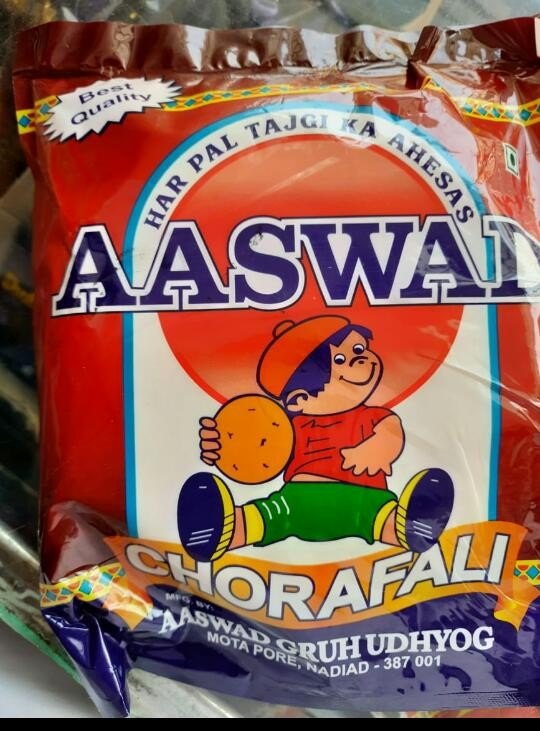 Best
Quality
HAR PAL TAJGI KA AHESAS
AASWAD
CHORAFALI
MFG. BY:
AASWAD GRUH UDHYOG
MOTA PORE, NADIAD - 387 001